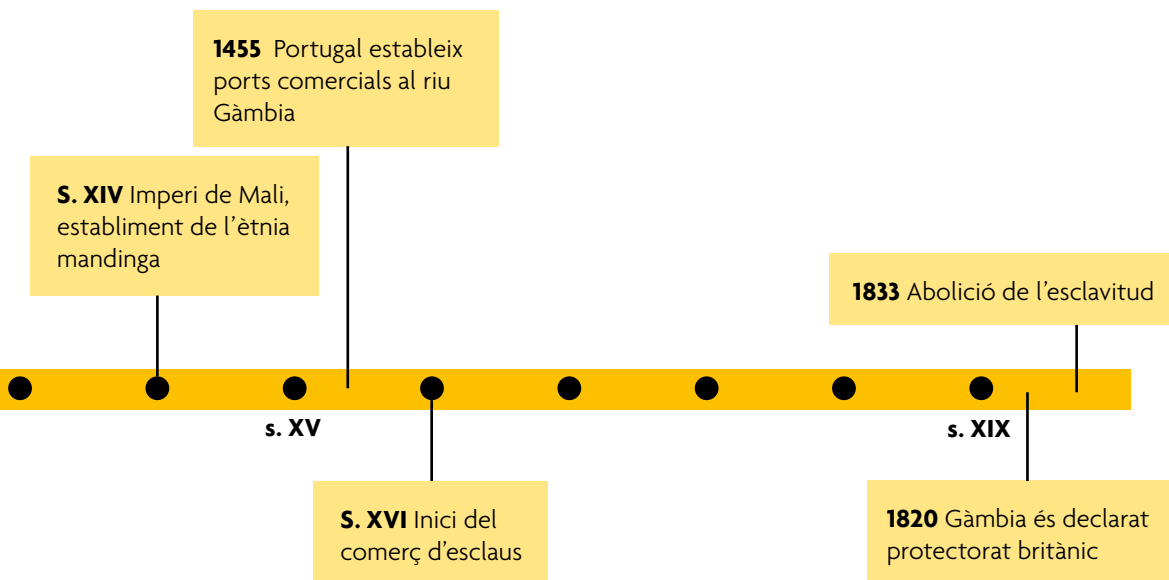 1455 Portugal estableix
ports comercials al riu
Gàmbia
S. XIV Imperi de Mali,
establiment de l'ètnia
mandinga
1833 Abolició de l'esclavitud
s. XV
s. XIX
S. XVI Inici del
comerç d'esclaus
1820 Gàmbia és declarat
protectorat britànic